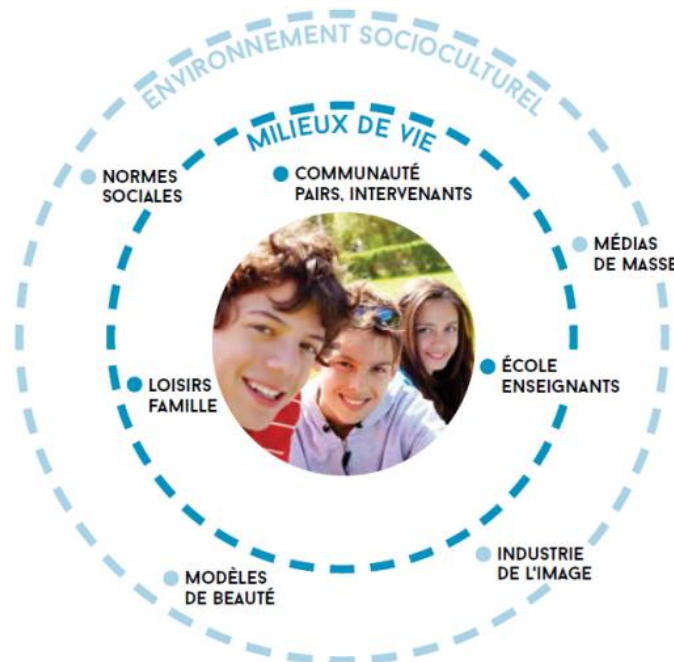 ENVIRONNEMENT SOCIOCULTUREL
MILIEUX DE VIE
NORMES
SOCIALES
COMMUNAUTÉ
PAIRS, INTERVENANTS
MÉDIAS
DE MASSE
LOISIRS
FAMILLE
ÉCOLE
ENSEIGNANTS
MODÈLES
DE BEAUTÉ
INDUSTRIE
DE L'IMAGE